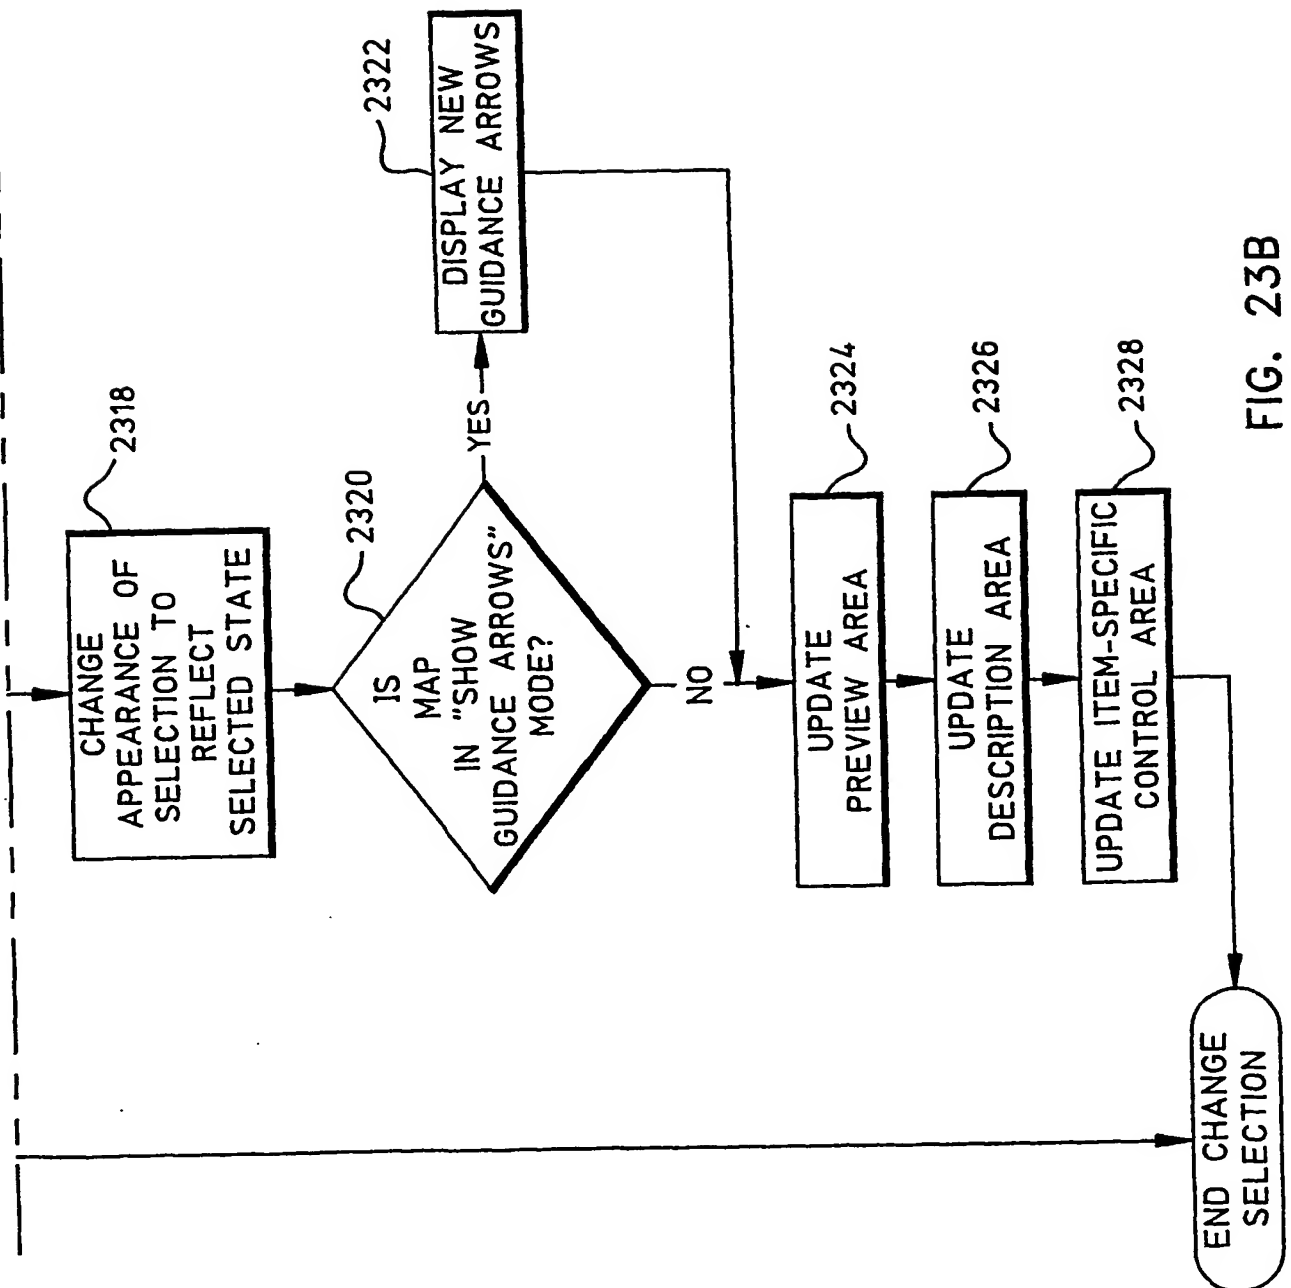 CHANGE
APPEARANCE OF
SELECTION TO
REFLECT
SELECTED STATE
2318
IS
MAP
IN "SHOW
GUIDANCE ARROWS"
MODE?
2320
YES
DISPLAY NEW
GUIDANCE ARROWS
2322
NO
UPDATE
PREVIEW AREA
2324
UPDATE
DESCRIPTION AREA
2326
UPDATE ITEM-SPECIFIC
CONTROL AREA
2328
END CHANGE
SELECTION
FIG. 23B